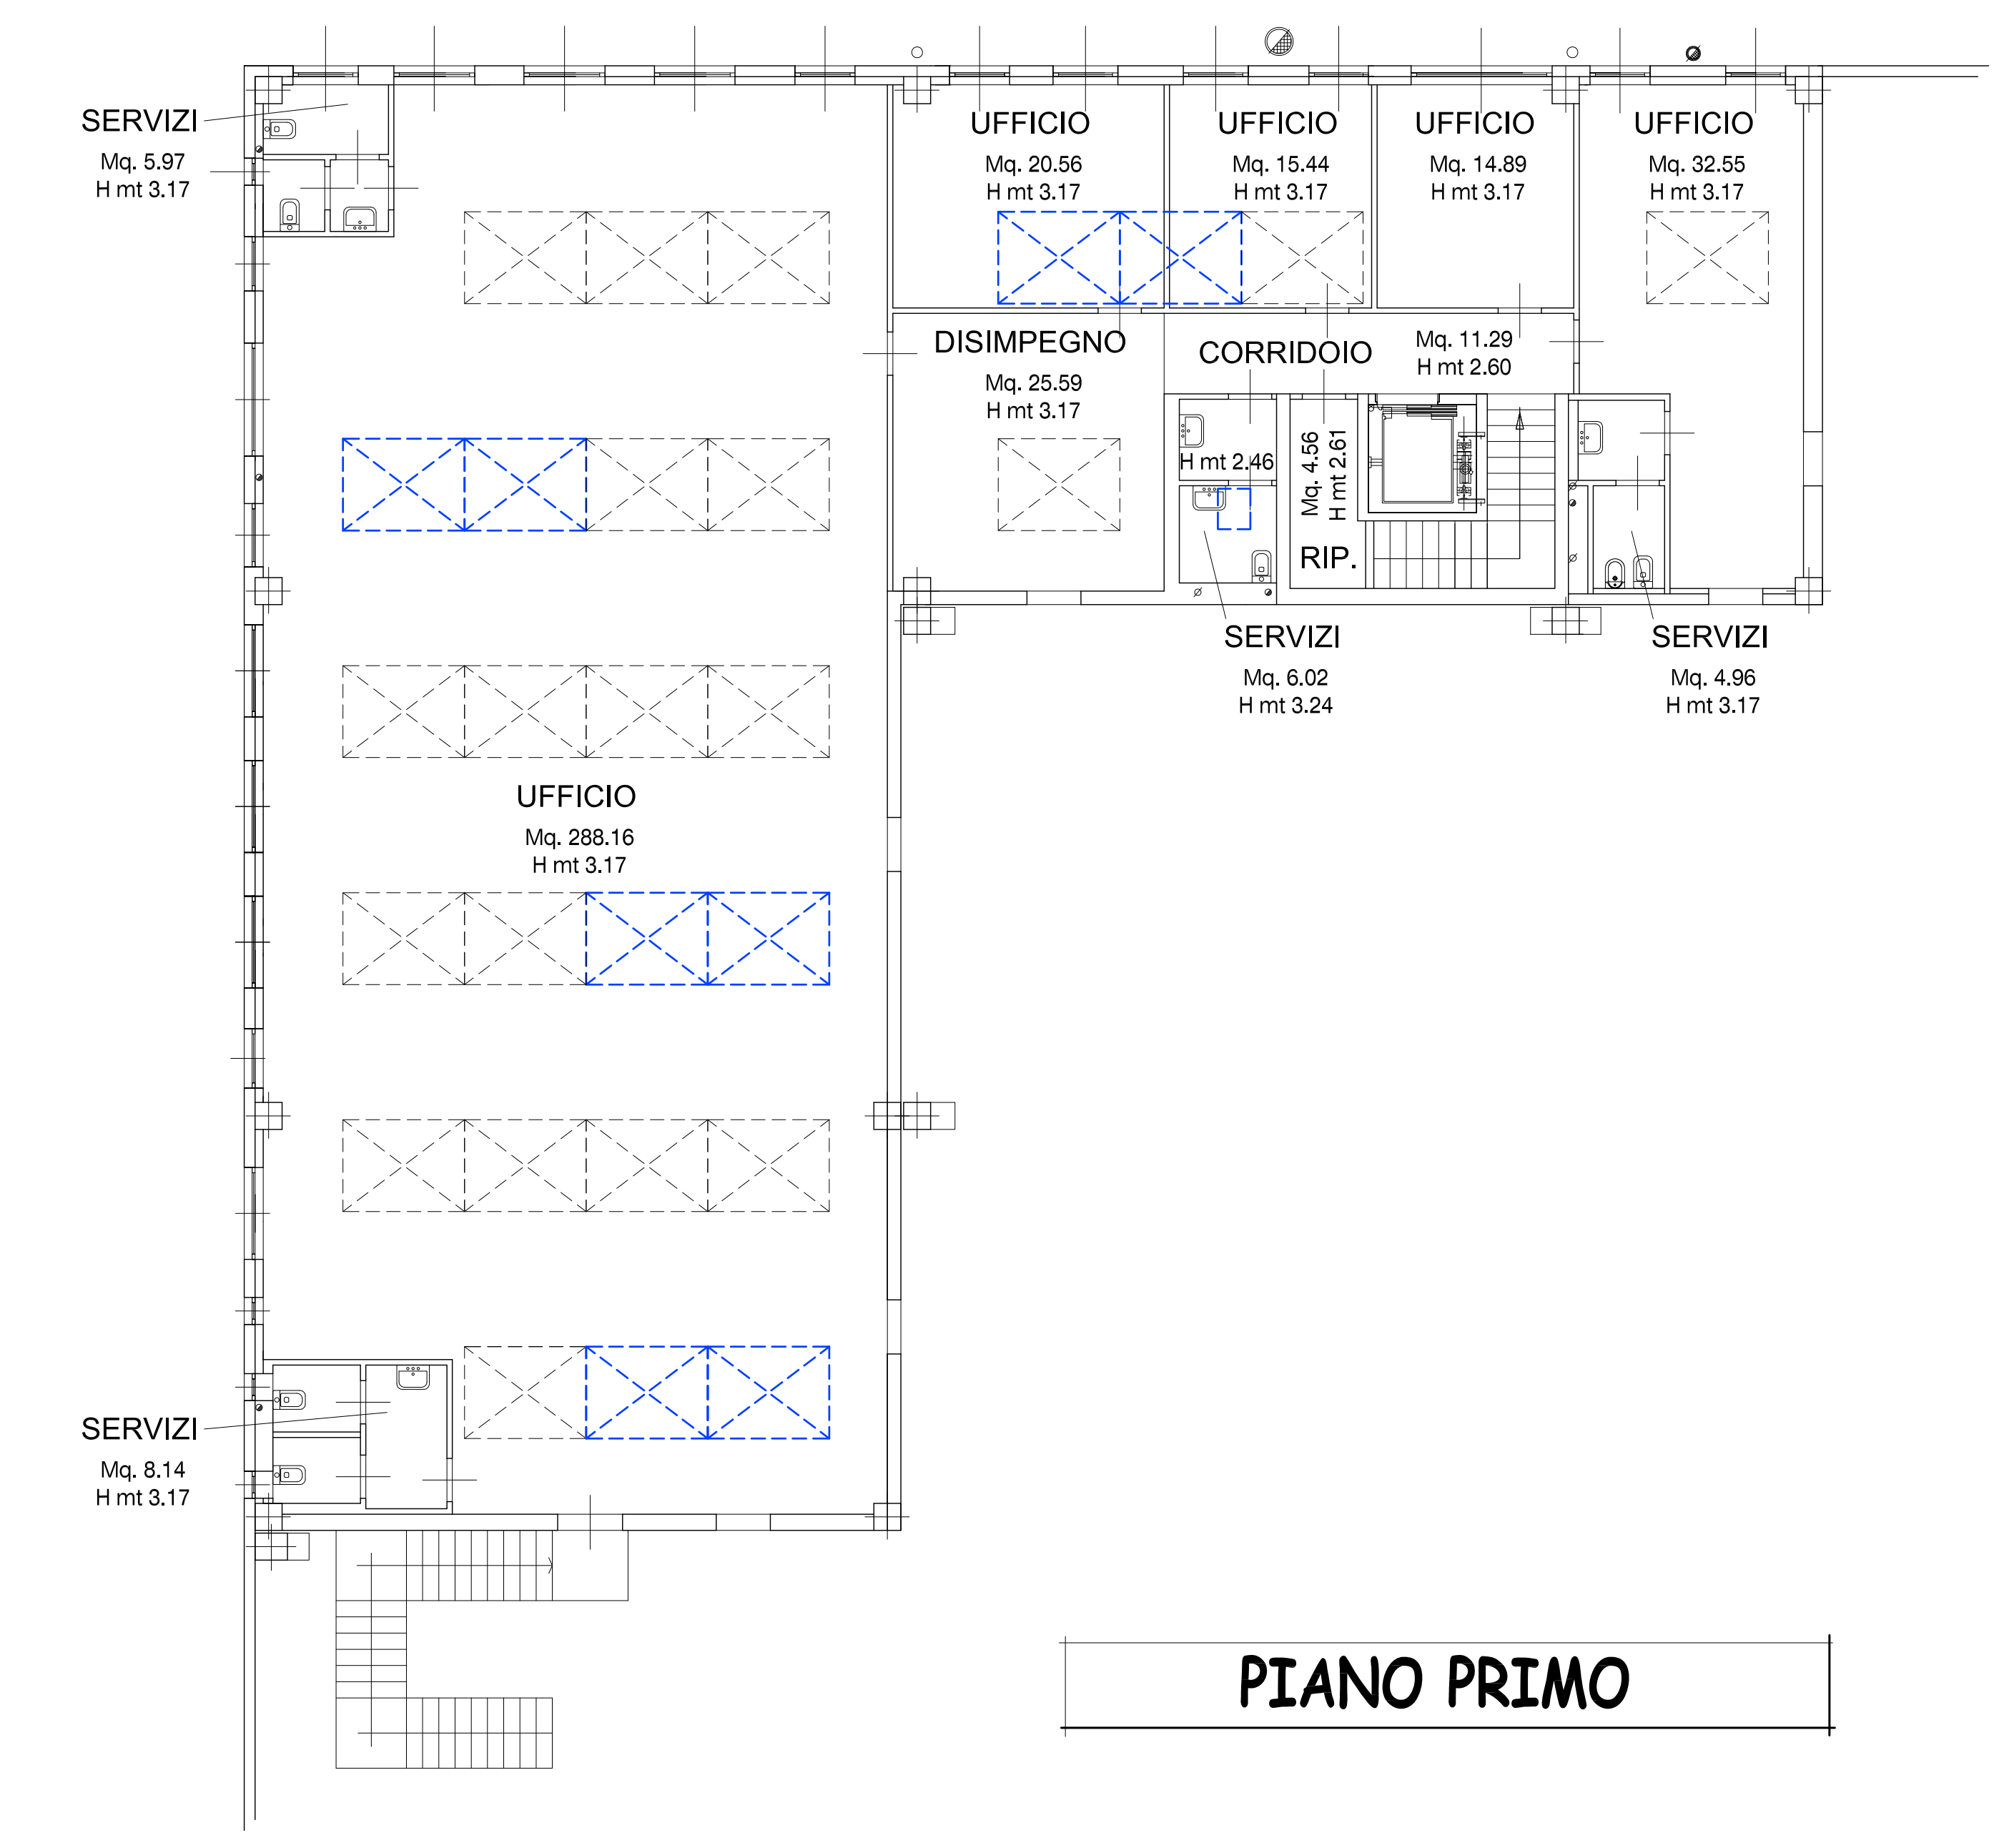 SERVIZI
Mq. 5.97
H mt 3.17
UFFICIO
Mq. 20.56
H mt 3.17
UFFICIO
Mq. 15.44
H mt 3.17
UFFICIO
Mq. 14.89
H mt 3.17
UFFICIO
Mq. 32.55
H mt 3.17
DISIMPEGNO
Mq. 25.59
H mt 3.17
CORRIDOIO
Mq. 11.29
H mt 2.60
H mt 2.46
Mq. 4.56
H mt 2.61
RIP.
SERVIZI
Mq. 6.02
H mt 3.24
SERVIZI
Mq. 4.96
H mt 3.17
UFFICIO
Mq. 288.16
H mt 3.17
SERVIZI
Mq. 8.14
H mt 3.17
PIANO PRIMO